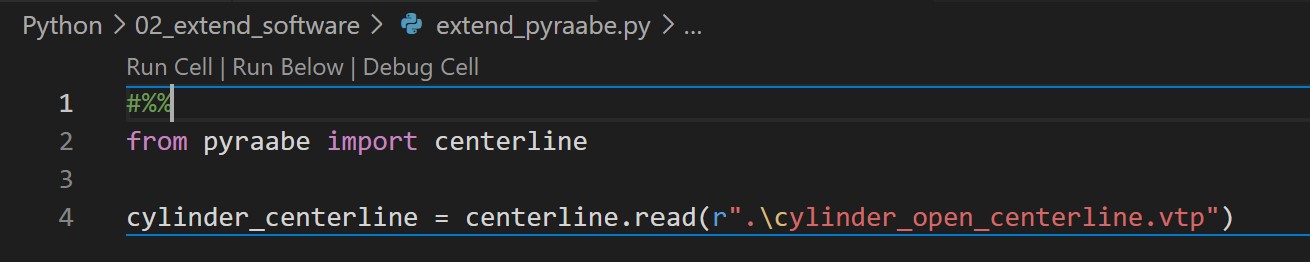 Python > 02_extend_software > extend_pyraabe.py > ...
Run Cell | Run Below | Debug Cell
1 #%%
2 from pyraabe import centerline
3
4 cylinder_centerline = centerline.read(r".\cylinder_open_centerline.vtp")